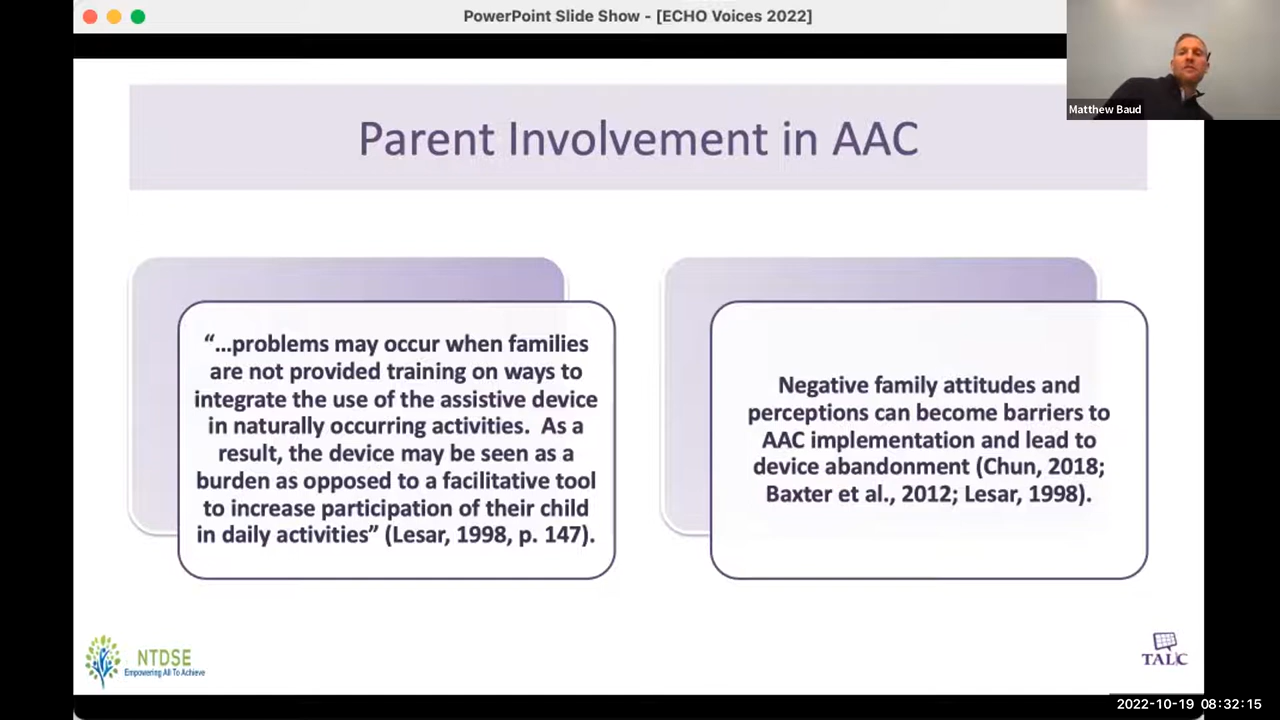 PowerPoint Slide Show - [ECHO Voices 2022]
Matthew Baud
Parent Involvement in AAC
“...problems may occur when families
are not provided training on ways to
integrate the use of the assistive device
in naturally occurring activities.  As a
result, the device may be seen as a
burden as opposed to a facilitative tool
to increase participation of their child
in daily activities” (Lesar, 1998, p. 147).
Negative family attitudes and
perceptions can become barriers to
AAC implementation and lead to
device abandonment (Chun, 2018;
Baxter et al., 2012; Lesar, 1998).
NTDSE
Empowering All To Achieve
TALC
2022-10-19 08:32:15